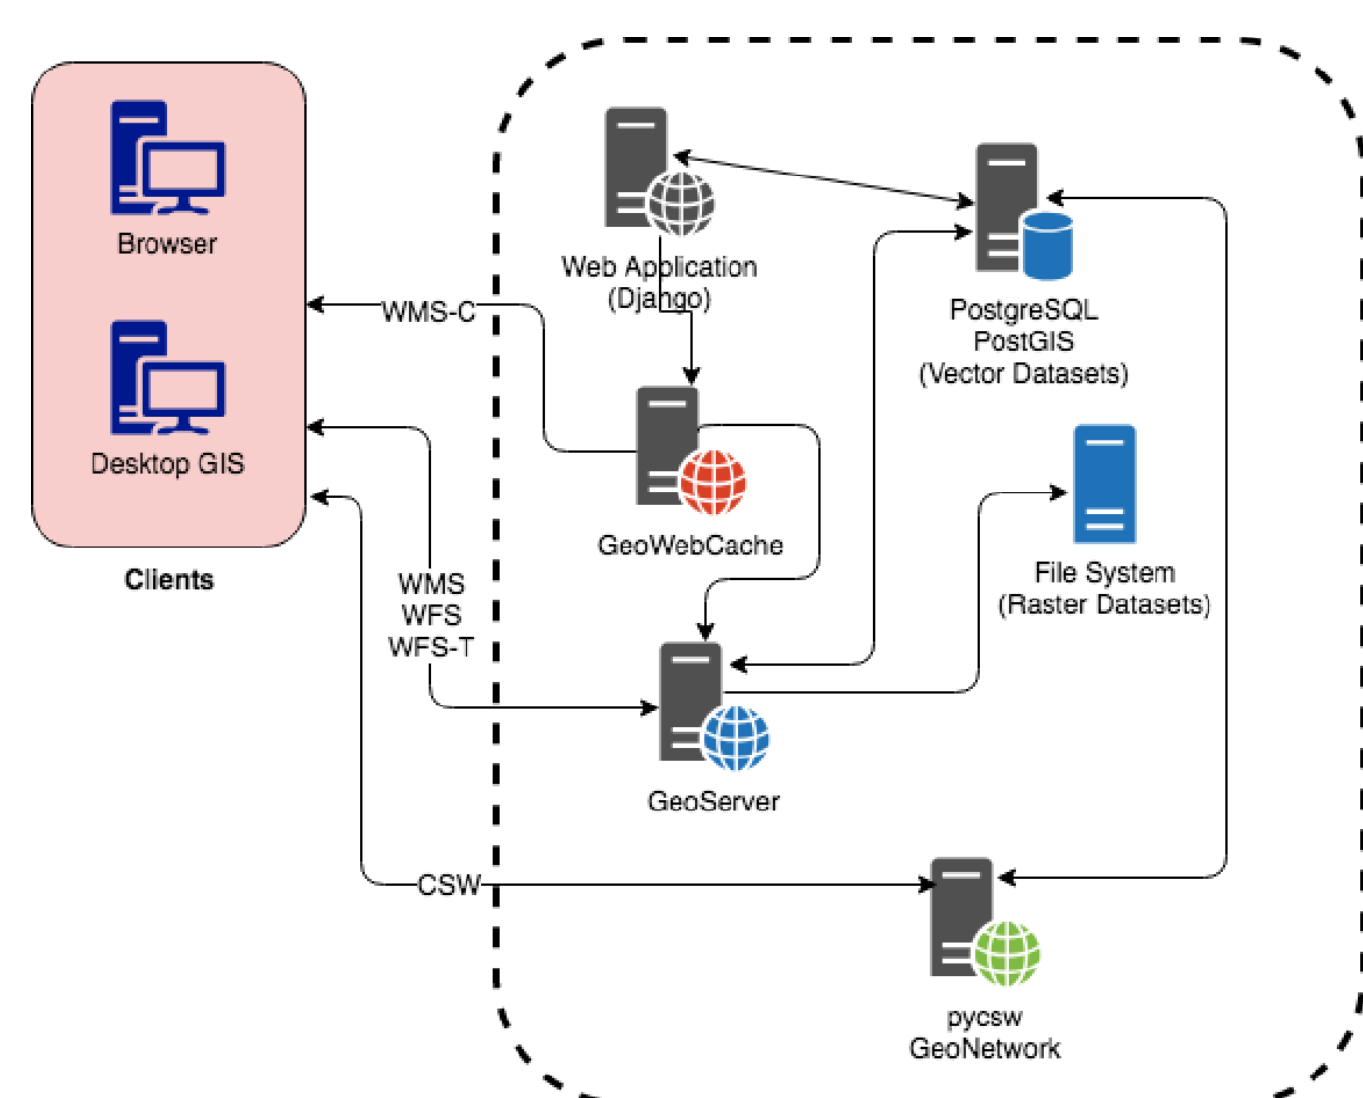 Browser
Desktop GIS
Clients
WMS-C
WMS
WFS
WFS-T
CSW
Web Application
(Django)
PostgreSQL
PostGIS
(Vector Datasets)
GeoWebCache
File System
(Raster Datasets)
GeoServer
pycsw
GeoNetwork